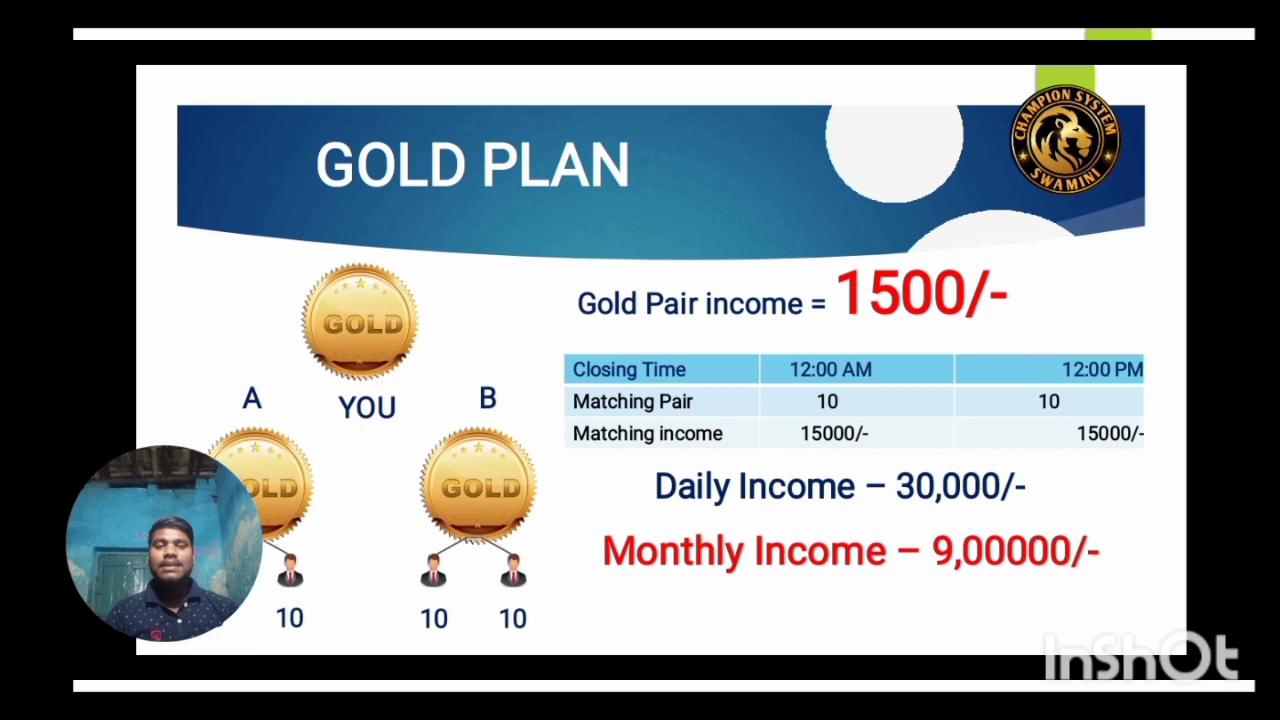 GOLD PLAN
CHAMPION SYSTEM
SWAMINI
Gold Pair income = 1500/-
GOLD
A
YOU
B
Closing Time 12:00 AM 12:00 PM
Matching Pair 10 10
Matching income 15000/- 15000/-
OLD
GOLD
Daily Income – 30,000/-
Monthly Income – 9,00000/-
10
10
10
InShOt